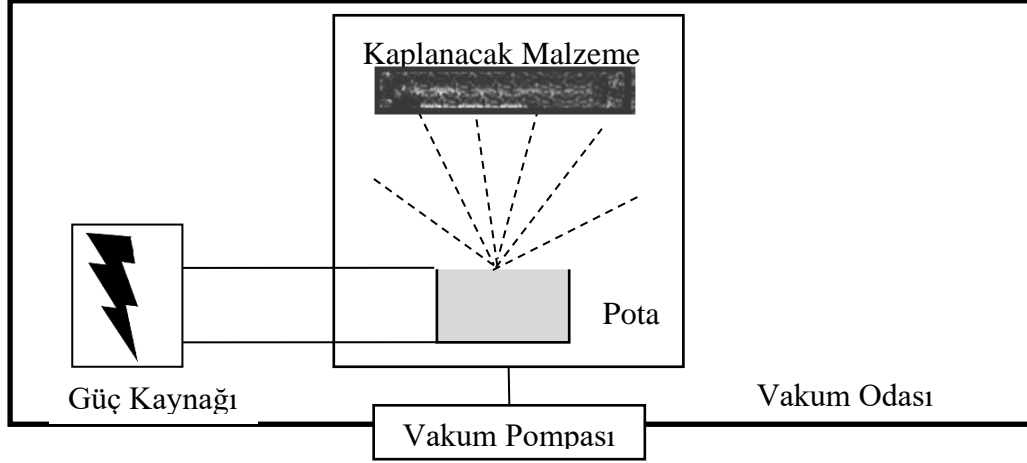 Kaplanacak Malzeme
Pota
Güç Kaynağı
Vakum Odası
Vakum Pompası